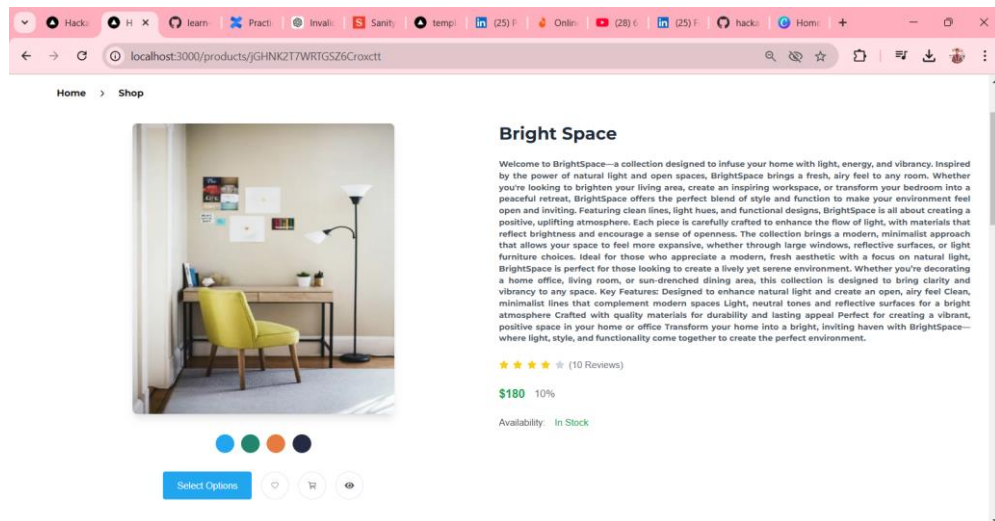 Hacka
H
learn-
Practi
Invali
Sanity
templ
(25) F
Onlin
(28) 6
(25) F
hacka
Home
localhost:3000/products/jGHNK2T7WRTGSZ6Croxctt
Home > Shop
Bright Space
Welcome to BrightSpace—a collection designed to infuse your home with light, energy, and vibrancy. Inspired
by the power of natural light and open spaces, BrightSpace brings a fresh, airy feel to any room. Whether
you're looking to brighten your living area, create an inspiring workspace, or transform your bedroom into a
peaceful retreat, BrightSpace offers the perfect blend of style and function to make your environment feel
open and inviting. Featuring clean lines, light hues, and functional designs, BrightSpace is all about creating a
positive, uplifting atmosphere. Each piece is carefully crafted to enhance the flow of light, with materials that
reflect brightness and encourage a sense of openness. The collection brings a modern, minimalist approach
that allows your space to feel more expansive, whether through large windows, reflective surfaces, or light
furniture choices. Ideal for those who appreciate a modern, fresh aesthetic with a focus on natural light,
BrightSpace is perfect for those looking to create a lively yet serene environment. Whether you're decorating
a home office, living room, or sun-drenched dining area, this collection is designed to bring clarity and
vibrancy to any space. Key Features: Designed to enhance natural light and create an open, airy feel Clean,
minimalist lines that complement modern spaces Light, neutral tones and reflective surfaces for a bright
atmosphere Crafted with quality materials for durability and lasting appeal Perfect for creating a vibrant,
positive space in your home or office Transform your home into a bright, inviting haven with BrightSpace—
where light, style, and functionality come together to create the perfect environment.
(10 Reviews)
$180 10%
Availability: In Stock
Select Options